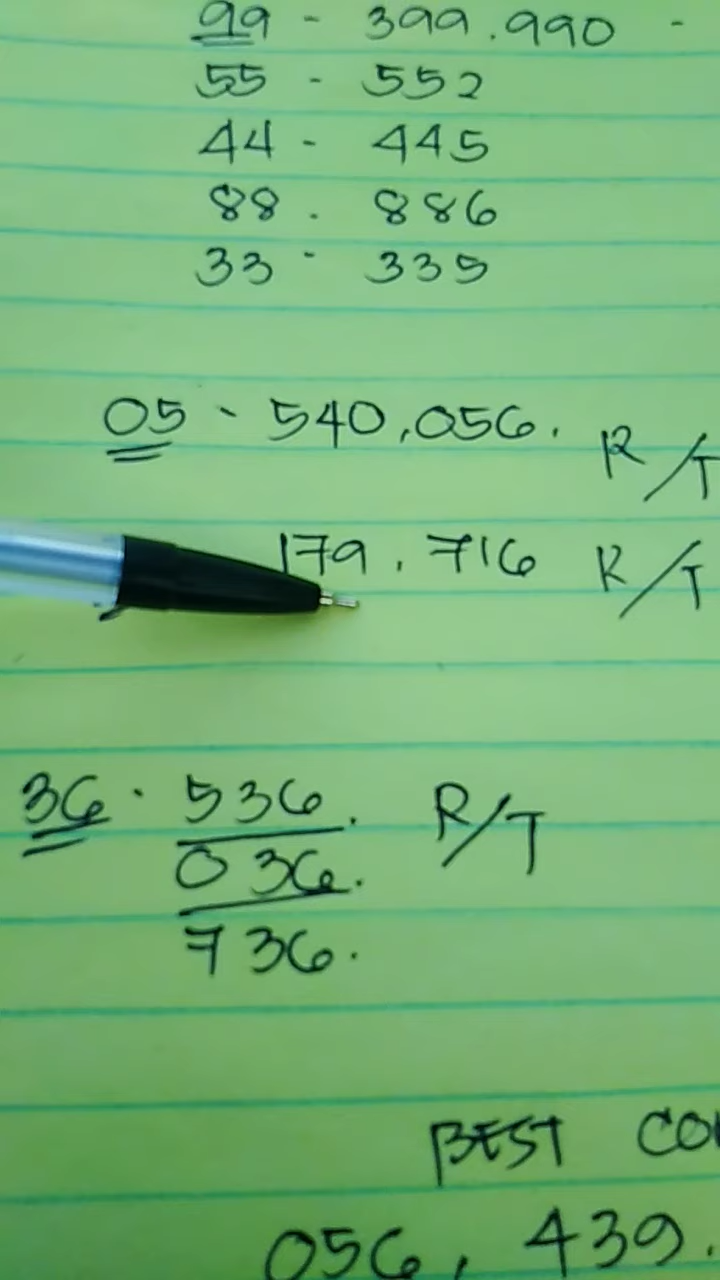 99 - 399.990 -
55 - 552
44 - 445
88 . 886
33 - 335
05 - 540,056. R/T
179, 716 R/T
36 . 536. R/T
036.
736.
BEST
056, 439.